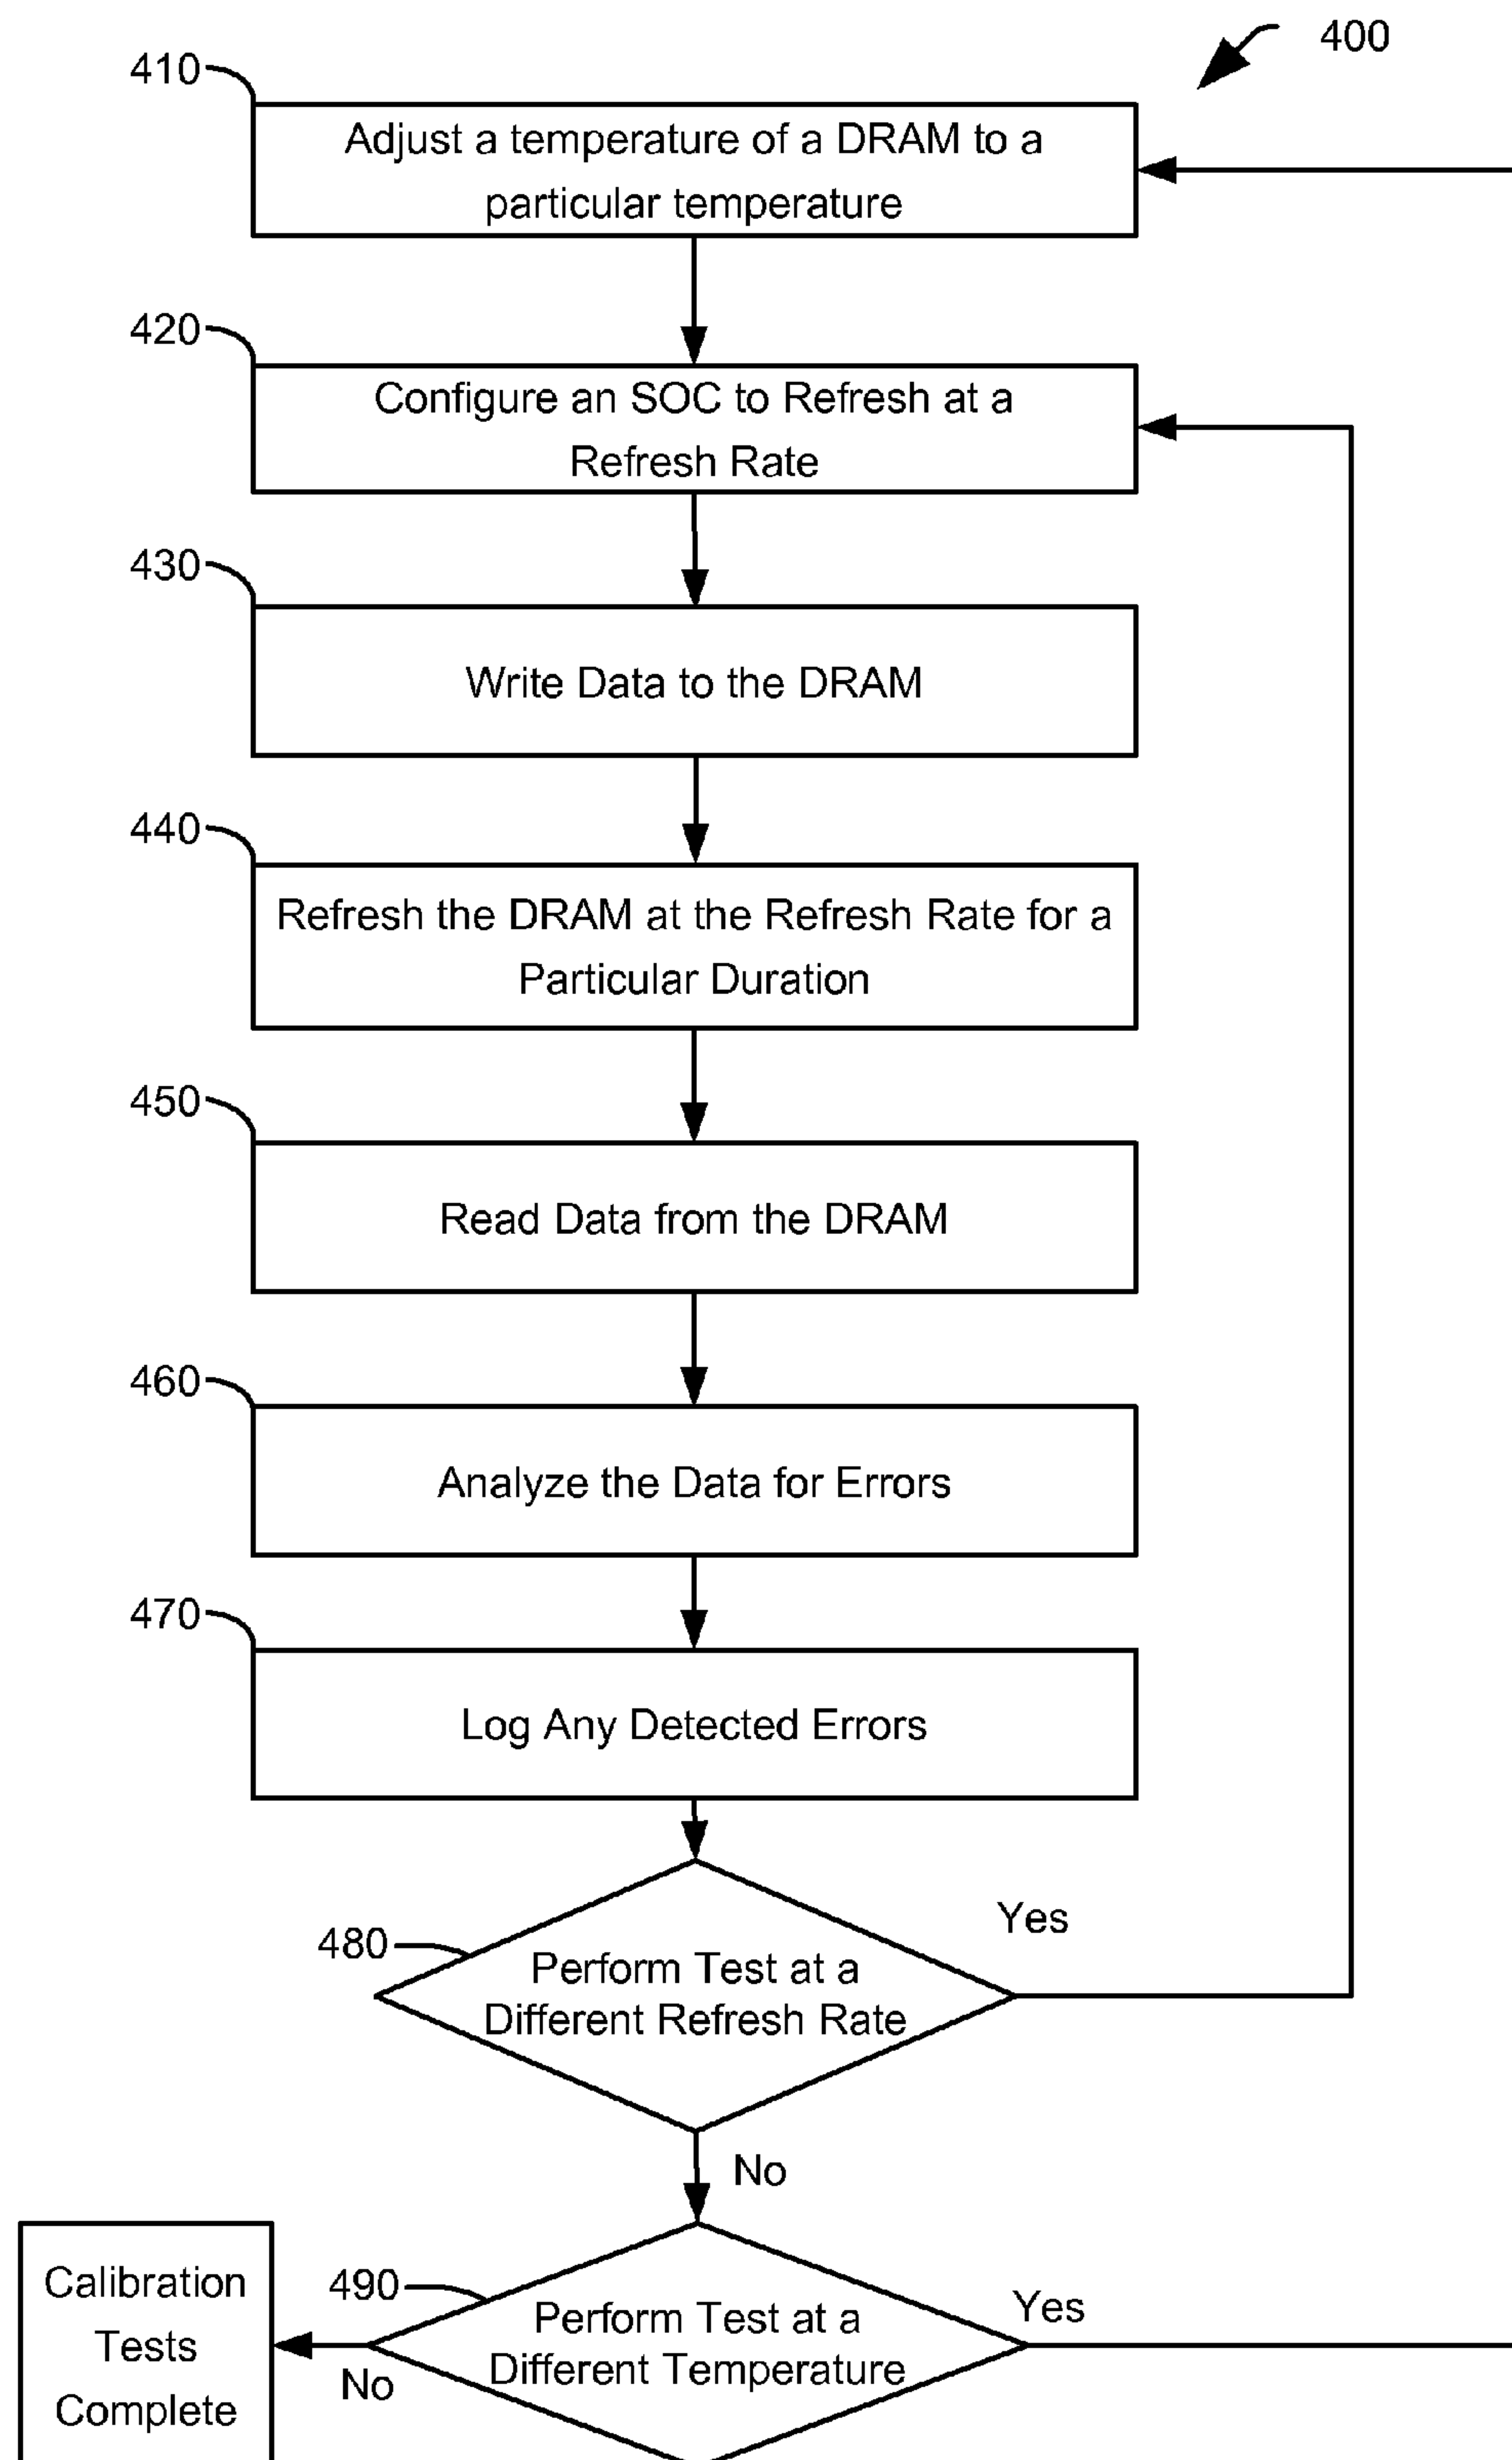 400
410
Adjust a temperature of a DRAM to a
particular temperature
420
Configure an SOC to Refresh at a
Refresh Rate
430
Write Data to the DRAM
440
Refresh the DRAM at the Refresh Rate for a
Particular Duration
450
Read Data from the DRAM
460
Analyze the Data for Errors
470
Log Any Detected Errors
480
Perform Test at a
Different Refresh Rate
Yes
No
490
Perform Test at a
Different Temperature
Yes
No
Calibration
Tests
Complete